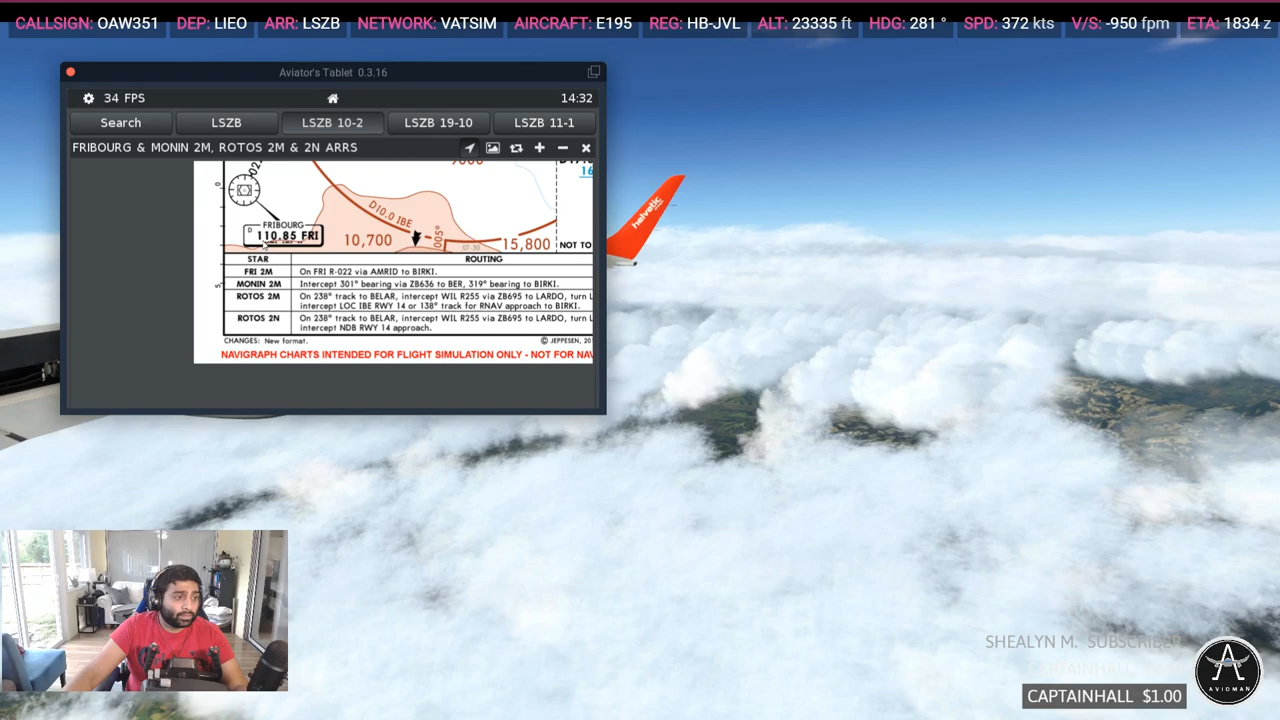 CALLSIGN: OAW351 DEP: LIEO ARR: LSZB NETWORK: VATSIM AIRCRAFT: E195 REG: HB-JVL ALT: 23335 ft HDG: 281 ° SPD: 372 kts V/S: -950 fpm ETA: 1834 z
Aviator's Tablet 0.3.16
34 FPS 14:32
Search LSZB LSZB 10-2 LSZB 19-10 LSZB 11-1
FRIBOURG & MONIN 2M, ROTOS 2M & 2N ARRS
D10.0 IBE
FRIBOURG
110.85 FRI
10,700
005°
15,800
NOT TO
STAR ROUTING
FRI 2M On FRI R-022 via AMRID to BIRKI.
MONIN 2M Intercept 301° bearing via ZB636 to BER, 319° bearing to BIRKI.
ROTOS 2M On 238° track to BELAR, intercept WIL R255 via ZB695 to LARDO, turn L
intercept LOC IBE RWY 14 or 138° track for RNAV approach to BIRKI.
ROTOS 2N On 238° track to BELAR, intercept WIL R255 via ZB695 to LARDO, turn L
intercept NDB RWY 14 approach.
CHANGES: New format. © JEPPESEN, 20
NAVIGRAPH CHARTS INTENDED FOR FLIGHT SIMULATION ONLY - NOT FOR NAV
helvetic
SHEALYN M. SUBSCRIBER
CAPTAINHALL
CAPTAINHALL $1.00
AVIOMAN